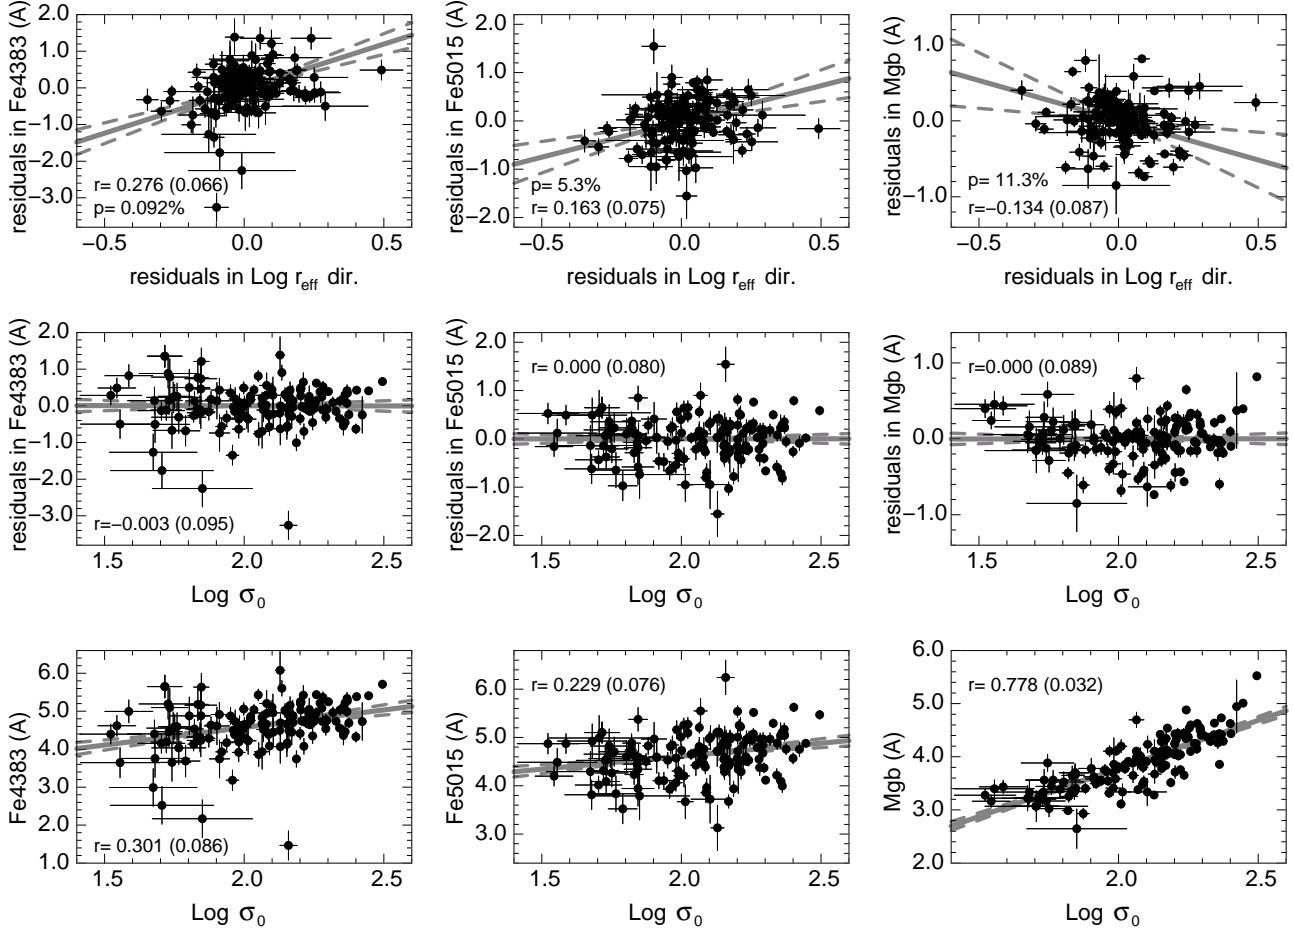 residuals in Fe4383 (A)
2.0
1.0
0.0
−1.0
−2.0
−3.0
r= 0.276 (0.066)
p= 0.092%
−0.5
0.0
0.5
residuals in Log r_eff dir.
residuals in Fe5015 (A)
2.0
1.0
0.0
−1.0
−2.0
p= 5.3%
r= 0.163 (0.075)
−0.5
0.0
0.5
residuals in Log r_eff dir.
residuals in Mgb (A)
1.0
0.0
−1.0
p= 11.3%
r=−0.134 (0.087)
−0.5
0.0
0.5
residuals in Log r_eff dir.
residuals in Fe4383 (A)
2.0
1.0
0.0
−1.0
−2.0
−3.0
r=−0.003 (0.095)
1.5
2.0
2.5
Log σ₀
residuals in Fe5015 (A)
2.0
1.0
0.0
−1.0
−2.0
r= 0.000 (0.080)
1.5
2.0
2.5
Log σ₀
residuals in Mgb (A)
1.0
0.0
−1.0
r=0.000 (0.089)
1.5
2.0
2.5
Log σ₀
Fe4383 (A)
6.0
5.0
4.0
3.0
2.0
1.0
r= 0.301 (0.086)
1.5
2.0
2.5
Log σ₀
Fe5015 (A)
6.0
5.0
4.0
3.0
r= 0.229 (0.076)
1.5
2.0
2.5
Log σ₀
Mgb (A)
6.0
5.0
4.0
3.0
2.0
r= 0.778 (0.032)
1.5
2.0
2.5
Log σ₀